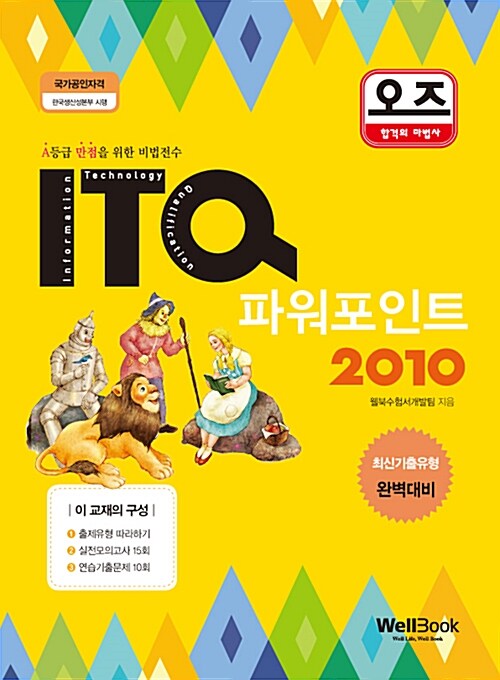 국가공인자격
한국생산성본부 시행
오즈
합격의 마법사
A등급 만점을 위한 비법전수
Information
Technology
Qualification
ITQ
파워포인트
2010
웰북수험서개발팀 지음
최신기출유형
완벽대비
| 이 교재의 구성 |
1 출제유형 따라하기
2 실전모의고사 15회
3 연습기출문제 10회
WellBook
Well Life, Well Book